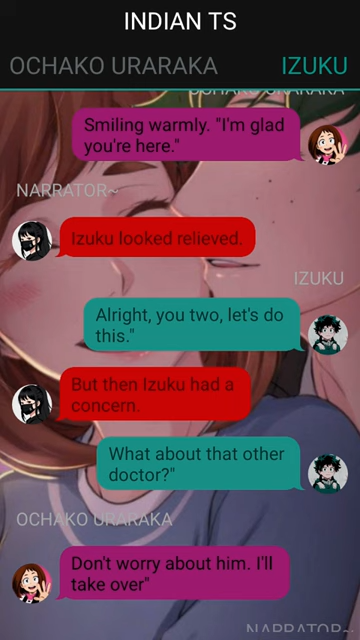 INDIAN TS
OCHAKO URARAKA
IZUKU
OCHAKO URARAKA
Smiling warmly. "I'm glad
you're here."
NARRATOR~
Izuku looked relieved.
IZUKU
Alright, you two, let's do
this."
But then Izuku had a
concern.
What about that other
doctor?"
OCHAKO URARAKA
Don't worry about him. I'll
take over"
NARRATOR~